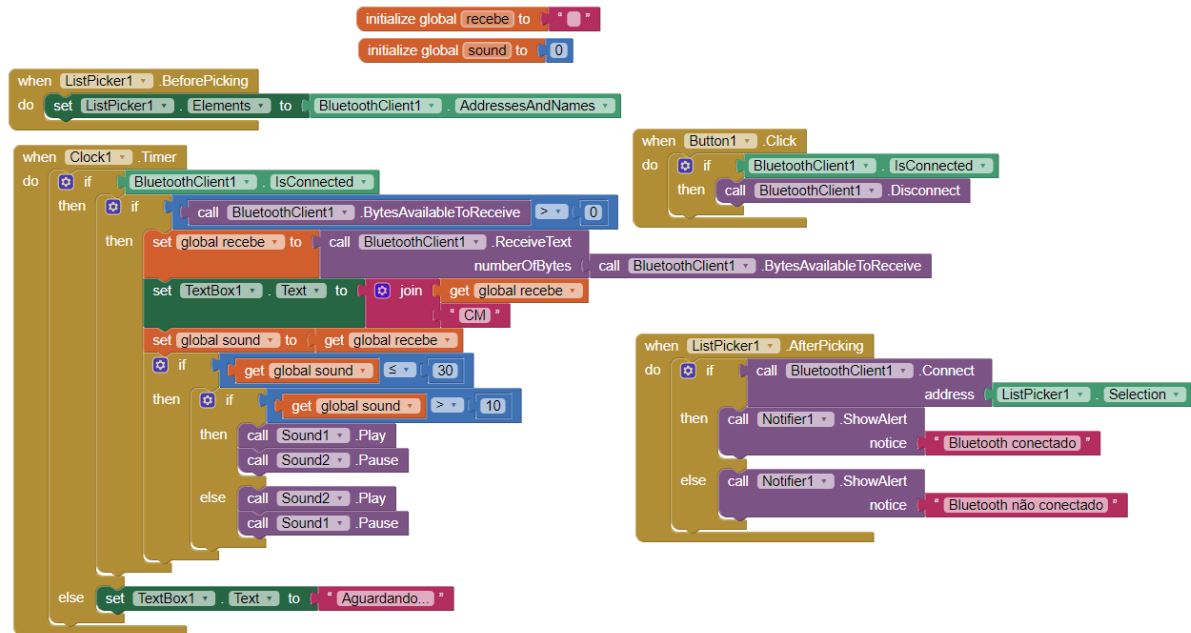 initialize global recebe to " "
initialize global sound to 0
when ListPicker1 .BeforePicking
do set ListPicker1 . Elements to BluetoothClient1 . AddressesAndNames
when Clock1 .Timer
do if BluetoothClient1 . IsConnected
then if call BluetoothClient1 .BytesAvailableToReceive > 0
then set global recebe to call BluetoothClient1 .ReceiveText
numberOfBytes call BluetoothClient1 .BytesAvailableToReceive
set TextBox1 . Text to join get global recebe
" CM "
set global sound to get global recebe
if get global sound ≤ 30
then if get global sound > 10
then call Sound1 .Play
call Sound2 .Pause
else call Sound2 .Play
call Sound1 .Pause
else set TextBox1 . Text to " Aguardando... "
when Button1 .Click
do if BluetoothClient1 . IsConnected
then call BluetoothClient1 .Disconnect
when ListPicker1 .AfterPicking
do if call BluetoothClient1 .Connect
address ListPicker1 . Selection
then call Notifier1 .ShowAlert
notice " Bluetooth conectado "
else call Notifier1 .ShowAlert
notice " Bluetooth não conectado "